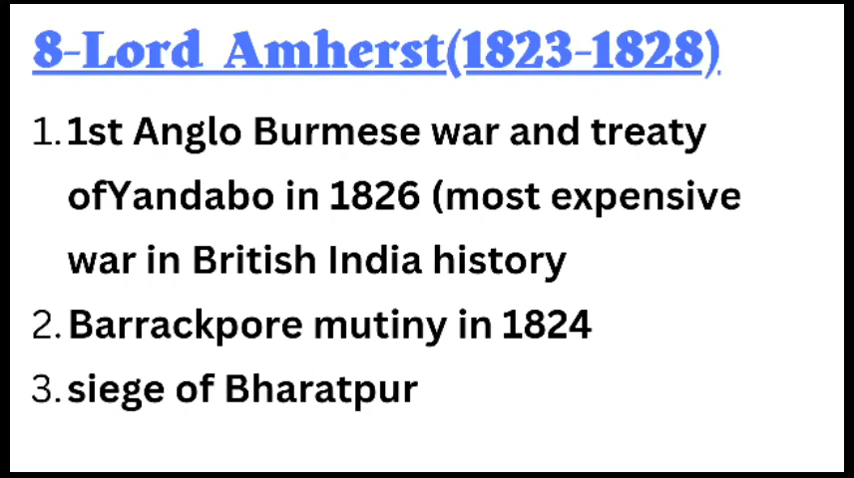 8-Lord Amherst(1823-1828)
1. 1st Anglo Burmese war and treaty
ofYandabo in 1826 (most expensive
war in British India history
2. Barrackpore mutiny in 1824
3. siege of Bharatpur